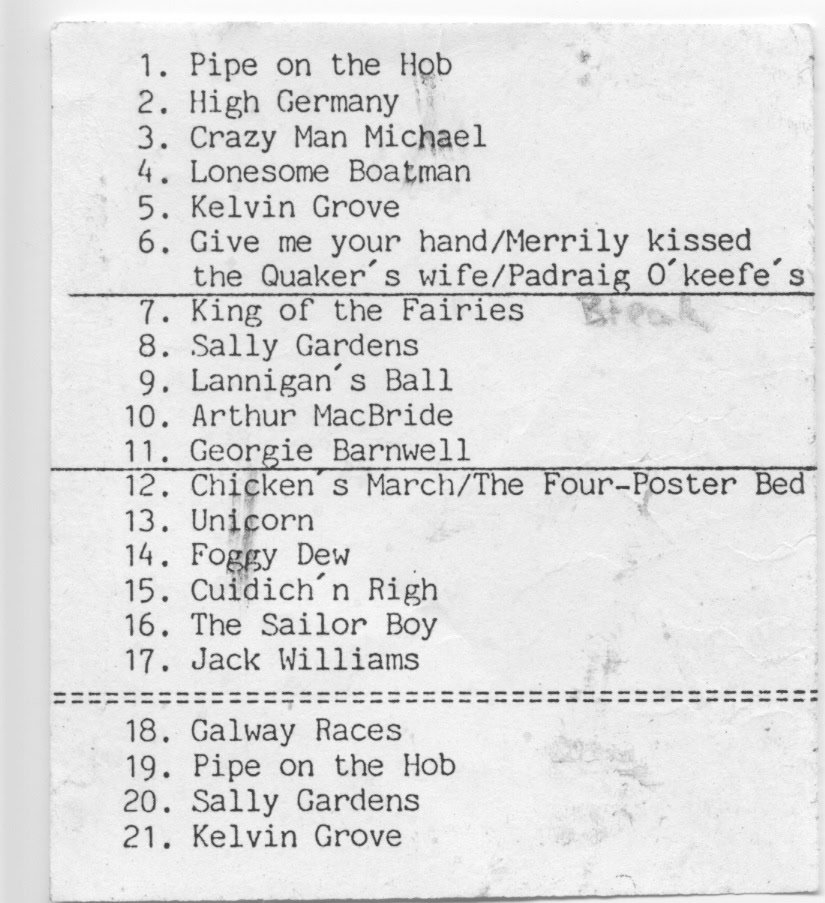 1. Pipe on the Hob
2. High Germany
3. Crazy Man Michael
4. Lonesome Boatman
5. Kelvin Grove
6. Give me your hand/Merrily kissed
the Quaker´s wife/Padraig O´keefe´s
7. King of the Fairies Break
8. Sally Gardens
9. Lannigan´s Ball
10. Arthur MacBride
11. Georgie Barnwell
12. Chicken´s March/The Four-Poster Bed
13. Unicorn
14. Foggy Dew
15. Cuidich´n Righ
16. The Sailor Boy
17. Jack Williams
==============================================
18. Galway Races
19. Pipe on the Hob
20. Sally Gardens
21. Kelvin Grove